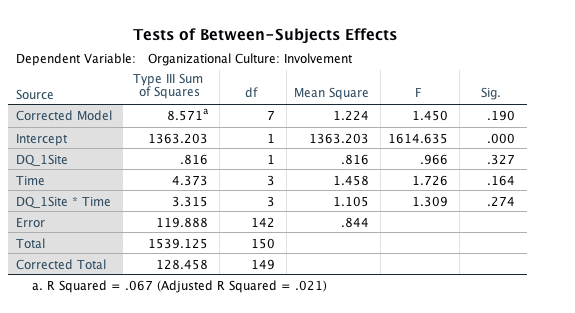 Tests of Between-Subjects Effects
Dependent Variable: Organizational Culture: Involvement
Source Type III Sum of Squares df Mean Square F Sig.
Corrected Model 8.571a 7 1.224 1.450 .190
Intercept 1363.203 1 1363.203 1614.635 .000
DQ_1Site .816 1 .816 .966 .327
Time 4.373 3 1.458 1.726 .164
DQ_1Site * Time 3.315 3 1.105 1.309 .274
Error 119.888 142 .844
Total 1539.125 150
Corrected Total 128.458 149
a. R Squared = .067 (Adjusted R Squared = .021)